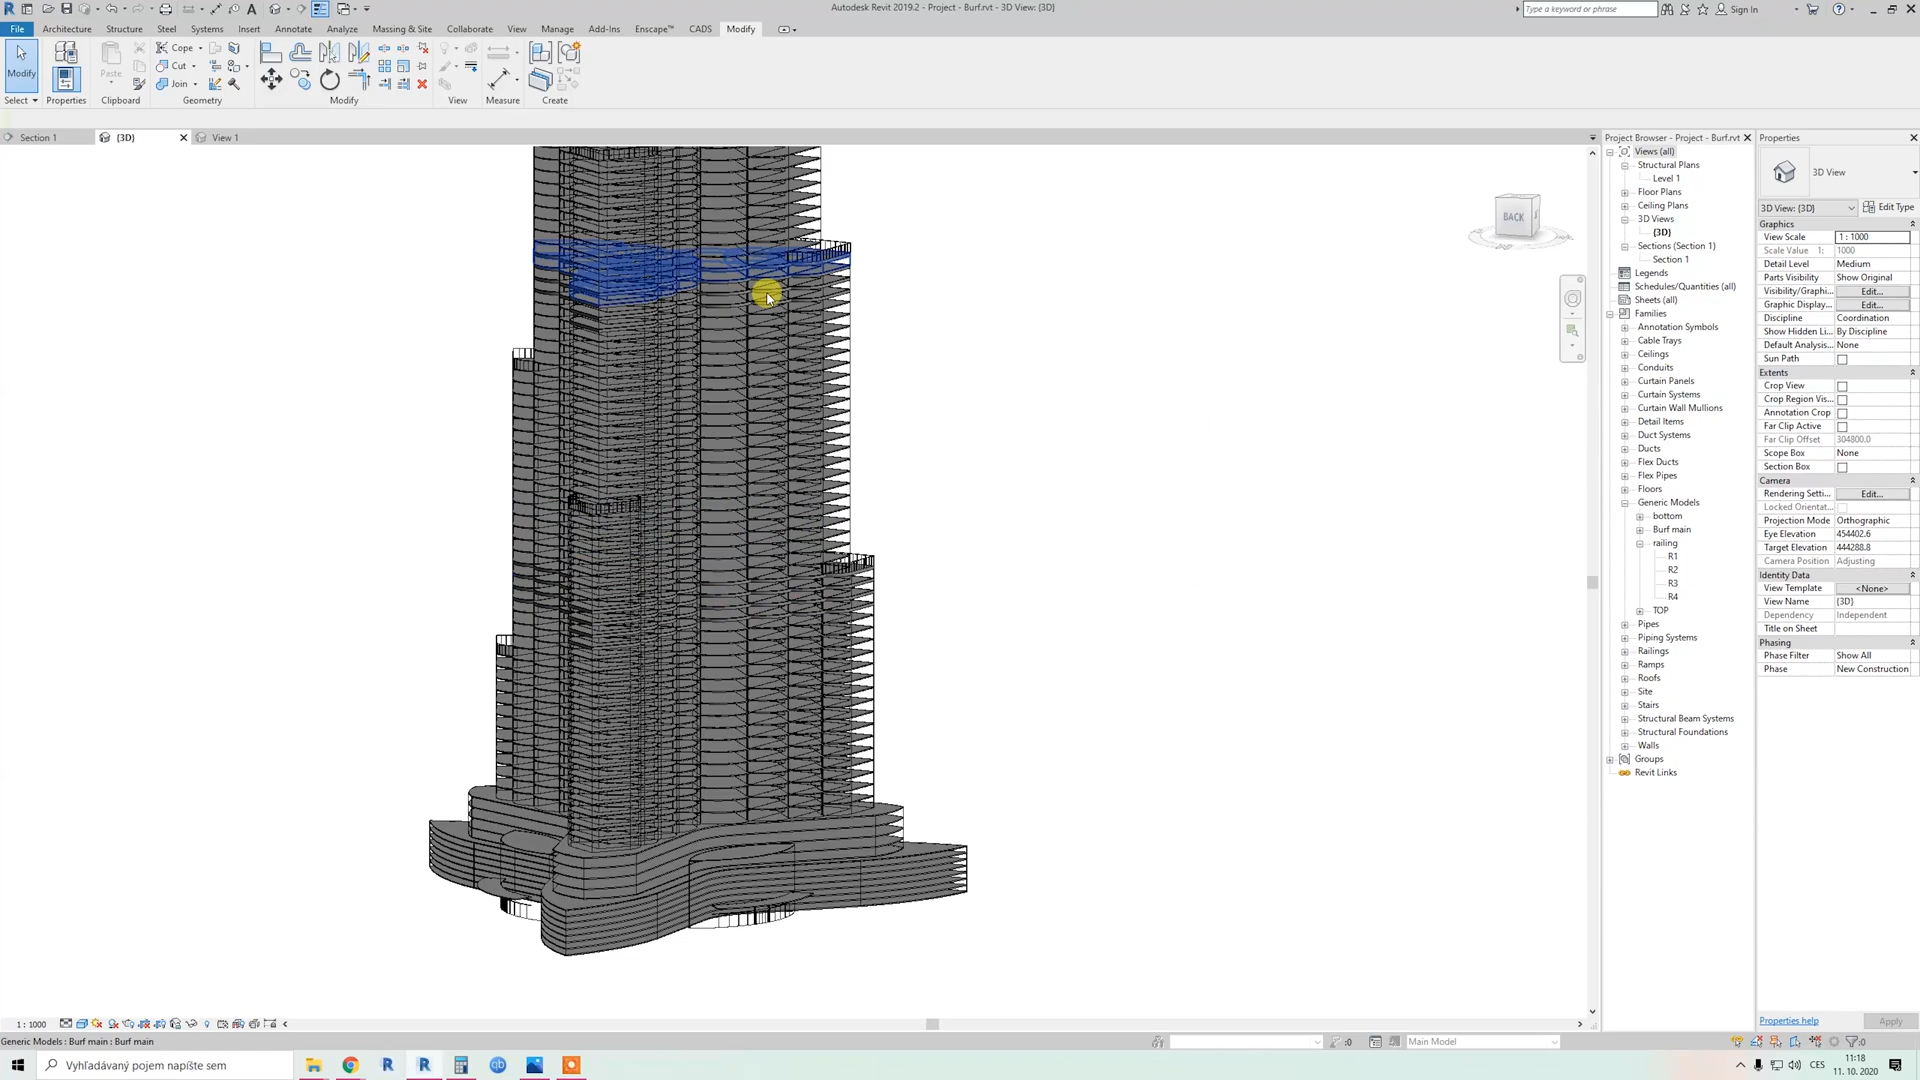 Autodesk Revit 2019.2 - Project - Burf.rvt - 3D View: {3D}
Type a keyword or phrase
Sign In
File Architecture Structure Steel Systems Insert Annotate Analyze Massing & Site Collaborate View Manage Add-Ins Enscape™ CADS Modify
Modify
Paste
Cope
Cut
Join
Select Properties Clipboard Geometry Modify View Measure Create
Section 1
{3D}
View 1
BACK
Project Browser - Project - Burf.rvt
Views (all)
Structural Plans
Level 1
Floor Plans
Ceiling Plans
3D Views
{3D}
Sections (Section 1)
Section 1
Legends
Schedules/Quantities (all)
Sheets (all)
Families
Annotation Symbols
Cable Trays
Ceilings
Conduits
Curtain Panels
Curtain Systems
Curtain Wall Mullions
Detail Items
Duct Systems
Ducts
Flex Ducts
Flex Pipes
Floors
Generic Models
bottom
Burf main
railing
R1
R2
R3
R4
TOP
Pipes
Piping Systems
Railings
Ramps
Roofs
Site
Stairs
Structural Beam Systems
Structural Foundations
Walls
Groups
Revit Links
Properties
3D View
3D View: {3D}
Edit Type
Graphics
View Scale 1 : 1000
Scale Value 1: 1000
Detail Level Medium
Parts Visibility Show Original
Visibility/Graphi... Edit...
Graphic Display... Edit...
Discipline Coordination
Show Hidden Li... By Discipline
Default Analysis... None
Sun Path
Extents
Crop View
Crop Region Vis...
Annotation Crop
Far Clip Active
Far Clip Offset 304800.0
Scope Box None
Section Box
Camera
Rendering Setti... Edit...
Locked Orientat...
Projection Mode Orthographic
Eye Elevation 454402.6
Target Elevation 444288.8
Camera Position Adjusting
Identity Data
View Template <None>
View Name {3D}
Dependency Independent
Title on Sheet
Phasing
Phase Filter Show All
Phase New Construction
Properties help
Apply
1 : 1000
Generic Models : Burf main : Burf main
:0
Main Model
:0
Vyhľadávaný pojem napíšte sem
CES
11:18
11. 10. 2020